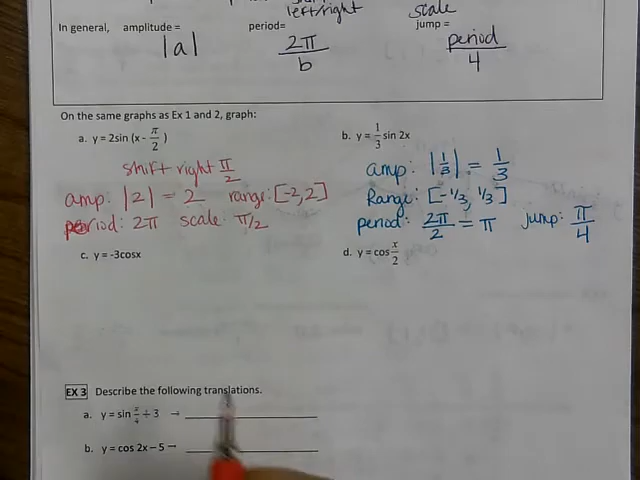 left/right
scale
In general, amplitude = period= jump =
|a| 2π/b period/4
On the same graphs as Ex 1 and 2, graph:
a. y = 2sin (x - π/2) b. y = 1/3 sin 2x
shift right π/2
amp: |2| = 2 range: [-2, 2]
period: 2π scale: π/2
amp: |1/3| = 1/3
Range: [-1/3, 1/3]
period: 2π/2 = π jump: π/4
c. y = -3cosx d. y = cos x/2
EX 3 Describe the following translations.
a. y = sin x/4 + 3 → ____________
b. y = cos 2x – 5 → ____________